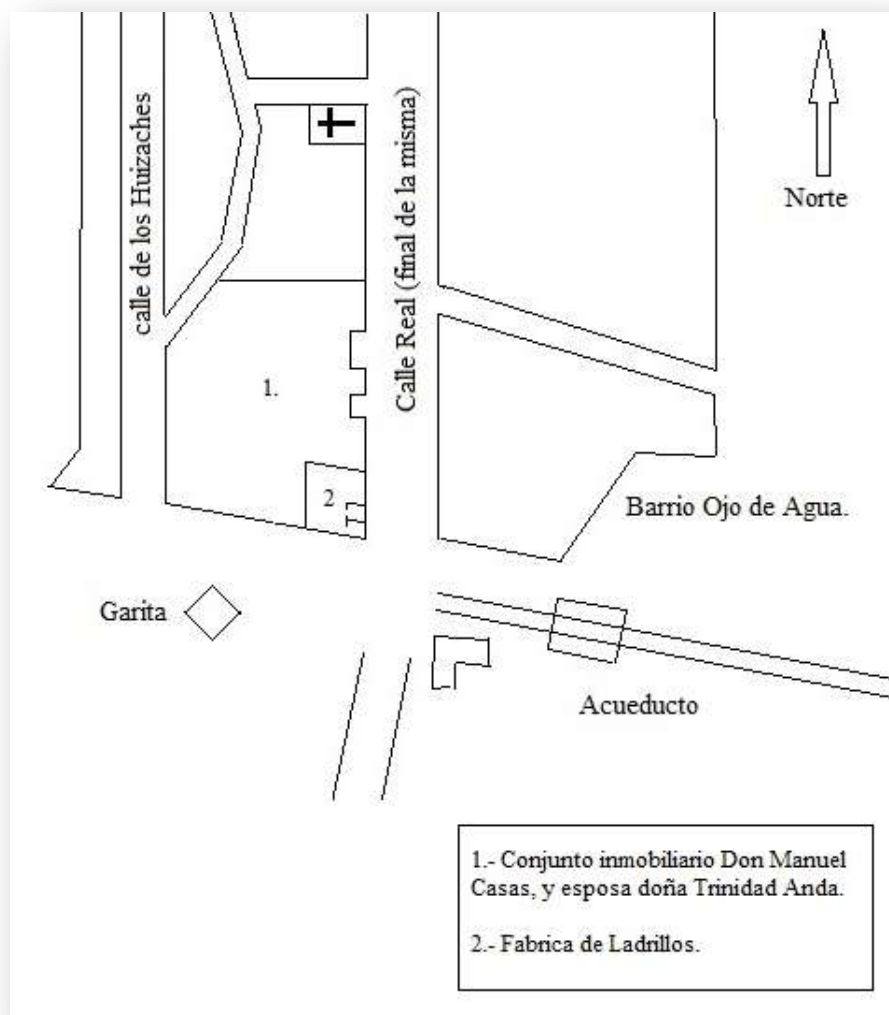 calle de los Huizaches
Calle Real (final de la misma)
Norte
1.
2
Barrio Ojo de Agua.
Garita
Acueducto
1.- Conjunto inmobiliario Don Manuel
Casas, y esposa doña Trinidad Anda.
2.- Fabrica de Ladrillos.